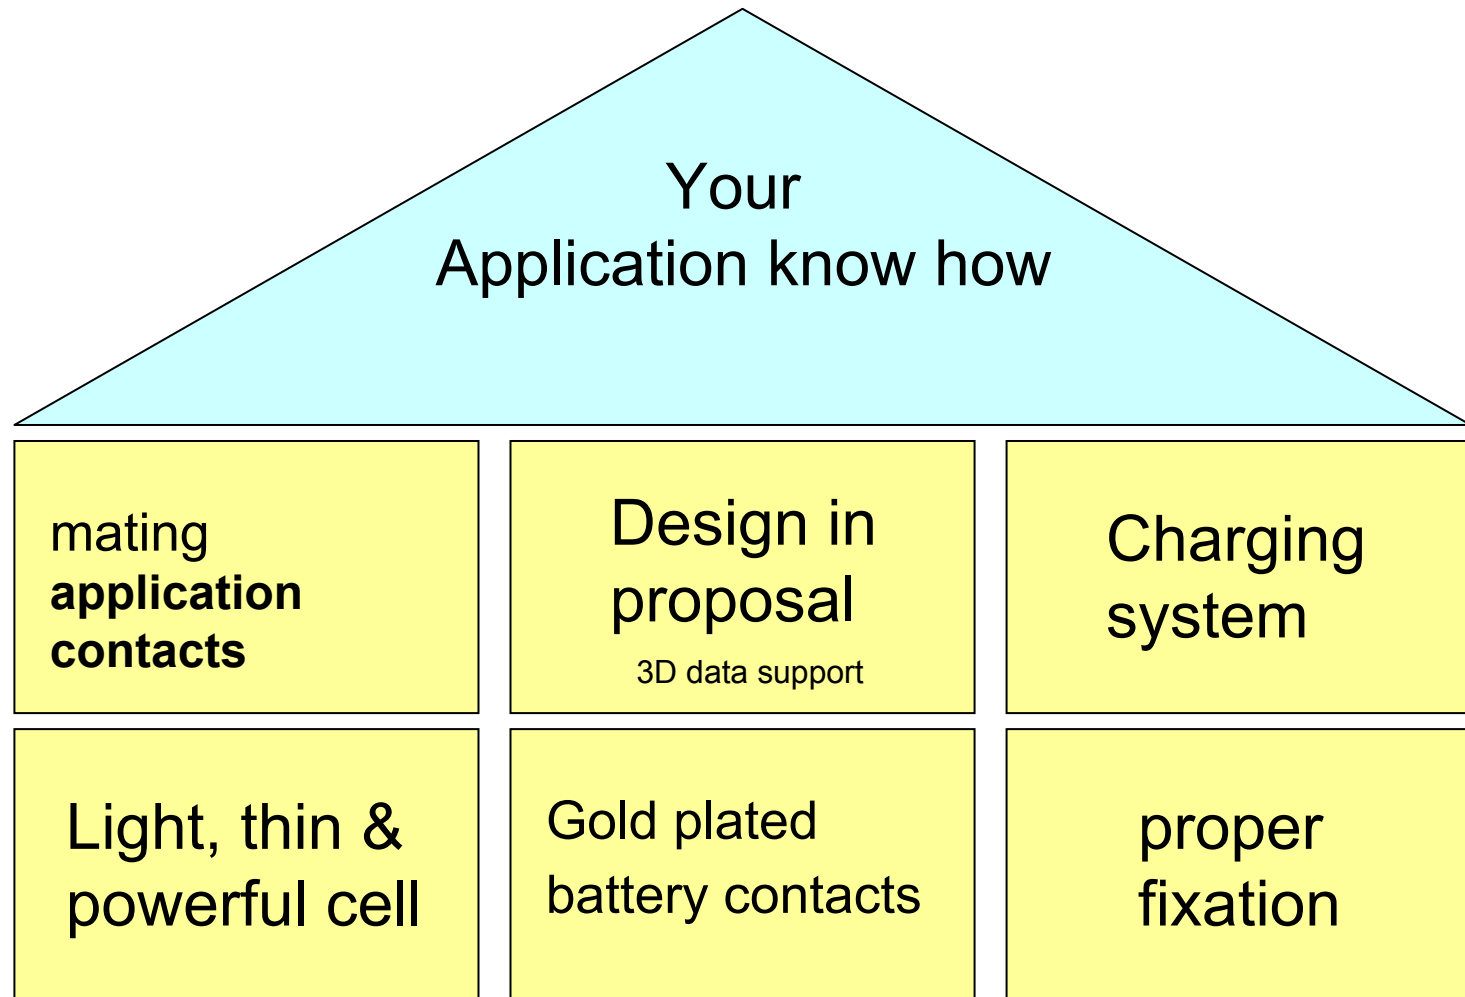 Your
Application know how
mating
application
contacts
Design in
proposal
3D data support
Charging
system
Light, thin &
powerful cell
Gold plated
battery contacts
proper
fixation